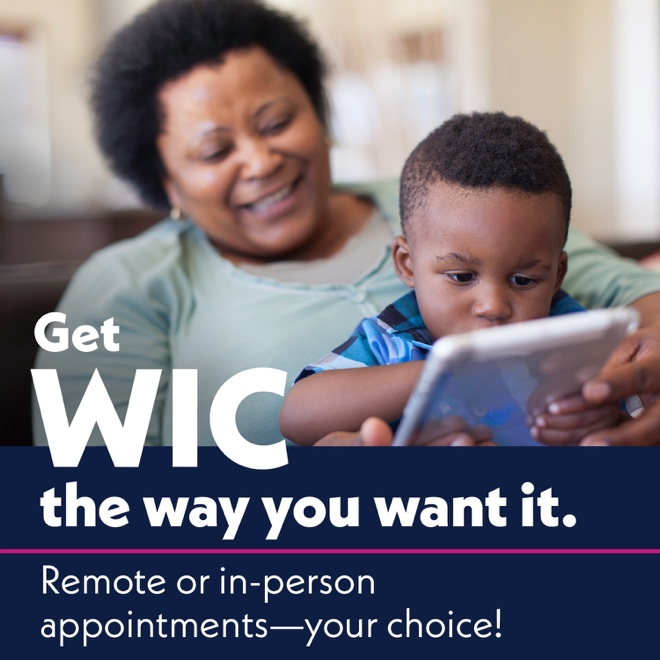 Get
WIC
the way you want it.
Remote or in-person
appointments—your choice!